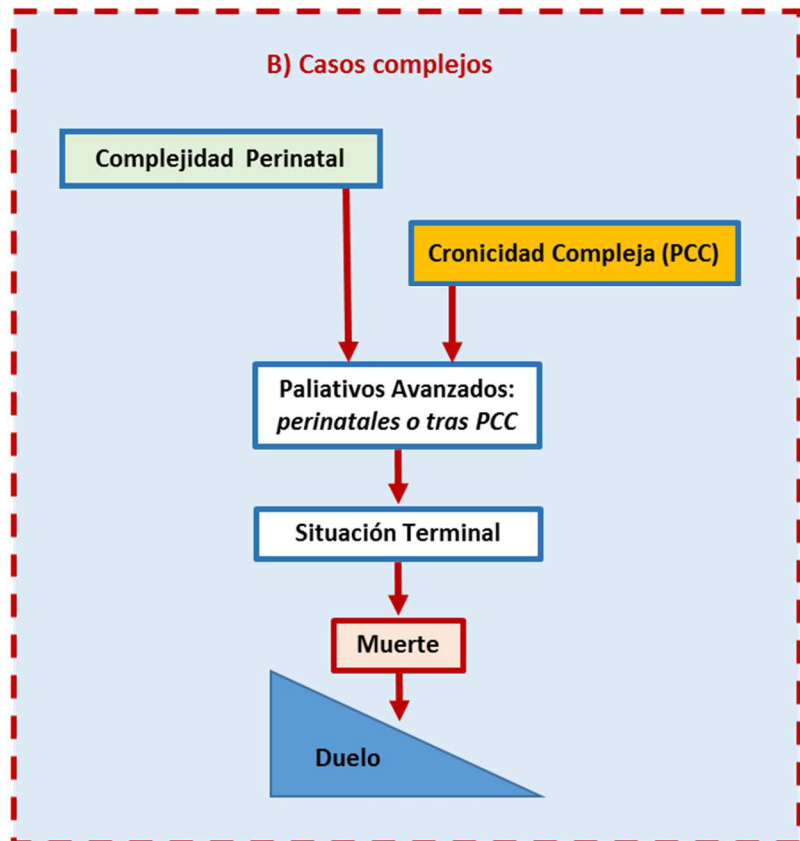 B) Casos complejos
Complejidad Perinatal
Cronicidad Compleja (PCC)
Paliativos Avanzados:
perinatales o tras PCC
Situación Terminal
Muerte
Duelo